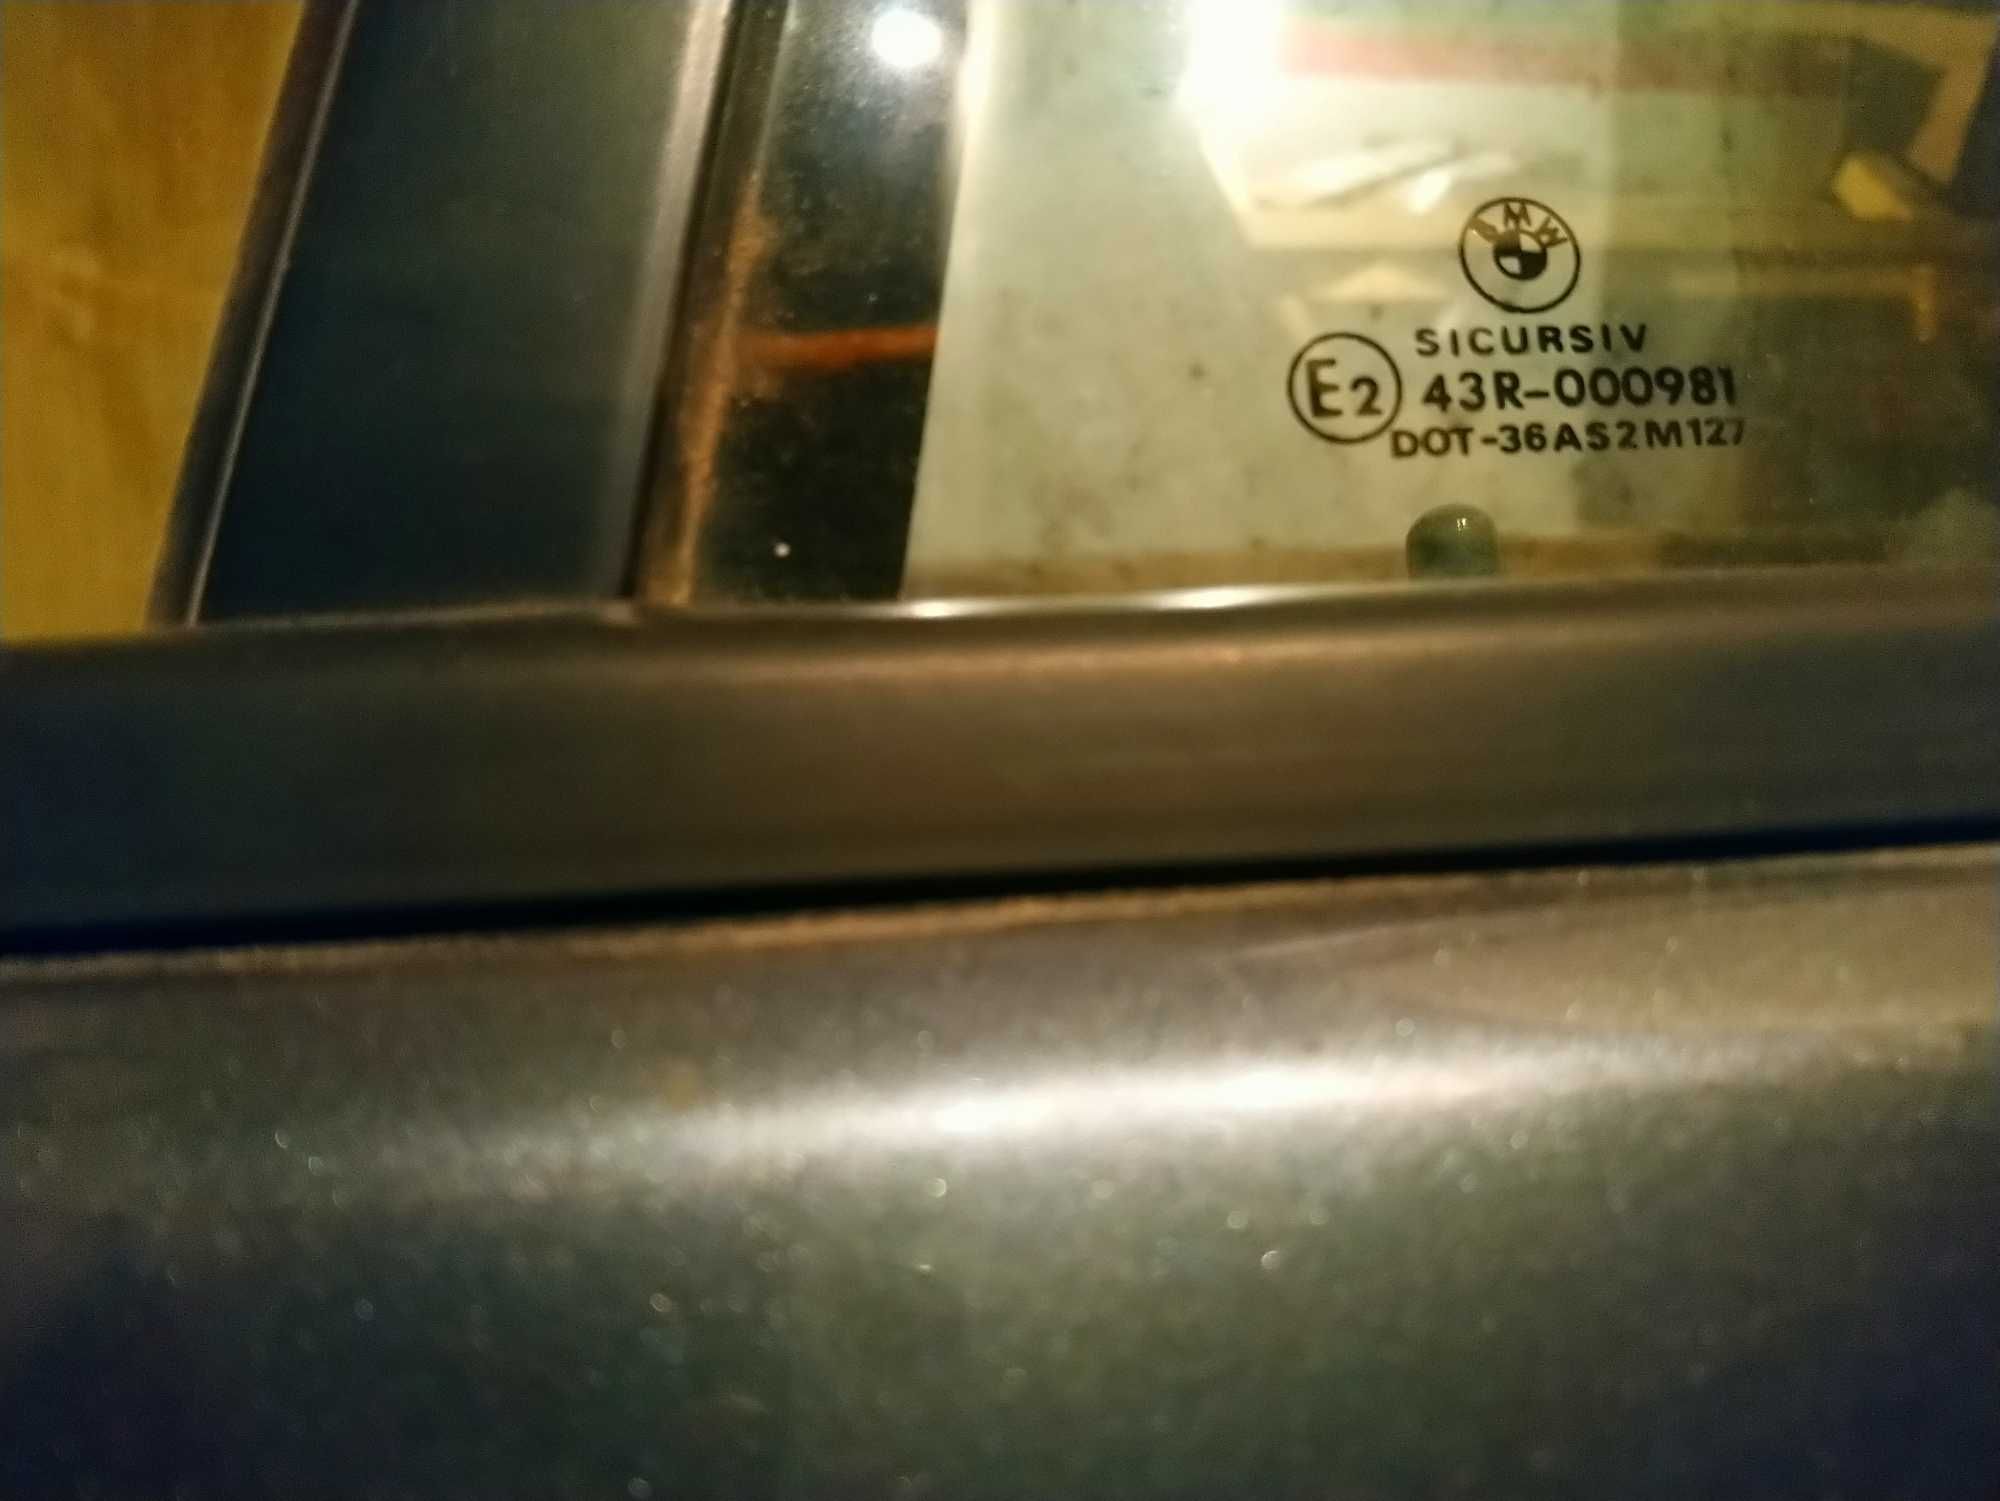 BMW
SICURSIV
E2 43R-000981
DOT-36AS2M127